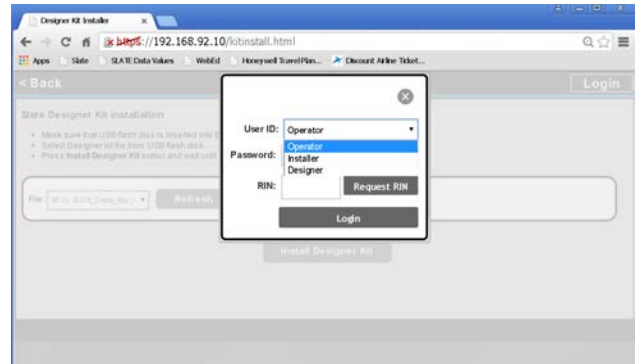 Designer Kit Installer
https://192.168.92.10/kitinstall.html
Apps Slate SLATE Data Values WebEd Honeywell Travel Plan... Discount Airline Ticket...
< Back Login
Slate Designer Kit installation
Make sure that USB flash disk is inserted into
Select Designer kit file from USB flash disk.
Press Install Designer Kit button and wait until
File: Refresh
Install Designer Kit
User ID: Operator
Operator
Installer
Designer
Password:
RIN: Request RIN
Login